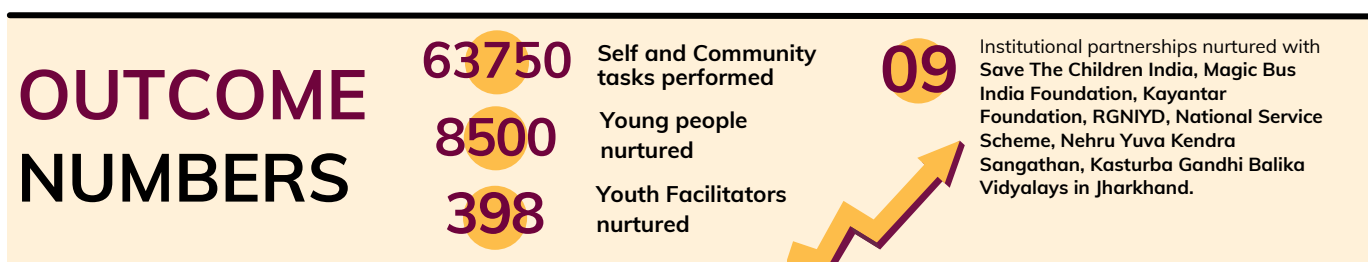 OUTCOME
NUMBERS
63750
Self and Community
tasks performed
8500
Young people
nurtured
398
Youth Facilitators
nurtured
09
Institutional partnerships nurtured with
Save The Children India, Magic Bus
India Foundation, Kayantar
Foundation, RGNIYD, National Service
Scheme, Nehru Yuva Kendra
Sangathan, Kasturba Gandhi Balika
Vidyalays in Jharkhand.